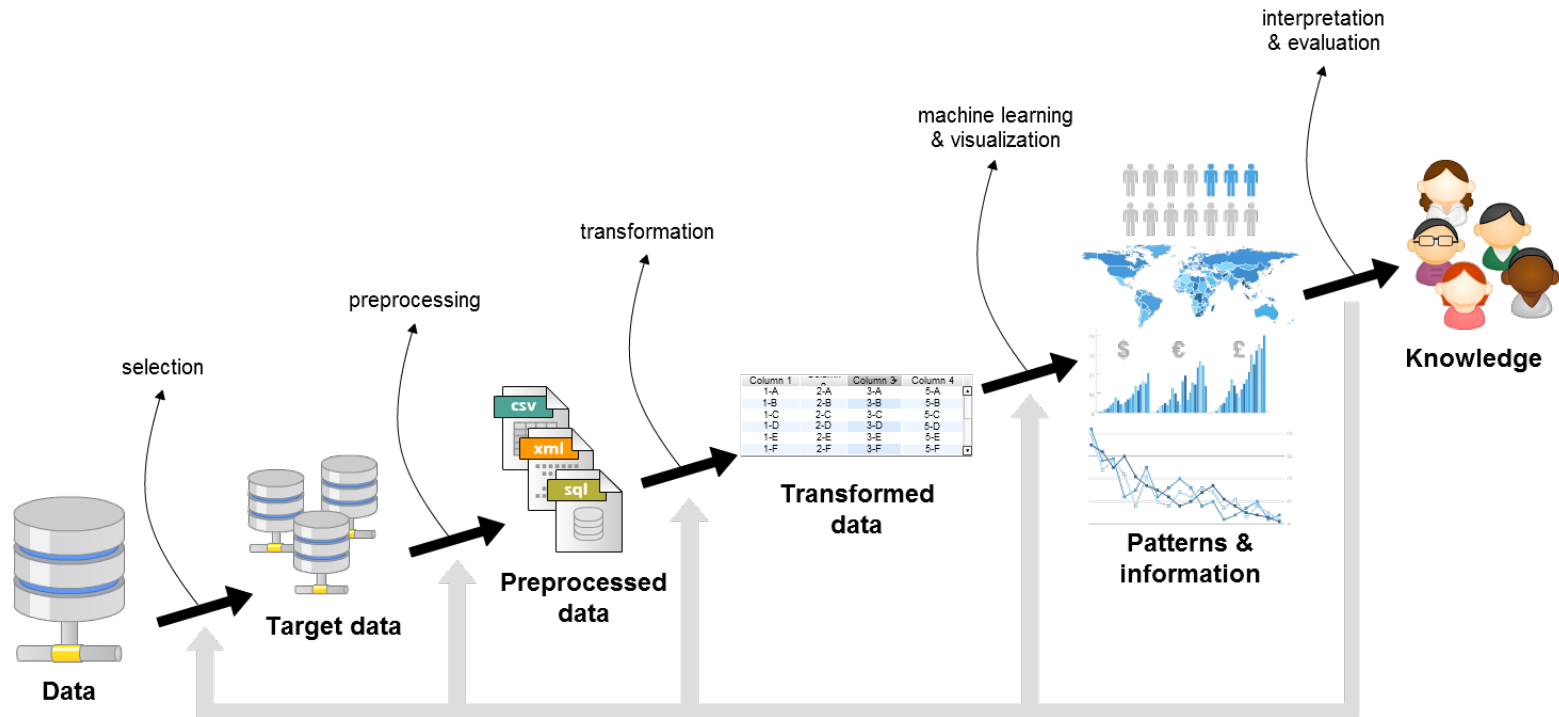 interpretation
& evaluation
machine learning
& visualization
transformation
preprocessing
selection
Data
Target data
csv
xml
sql
Preprocessed
data
Column 1 Column Column 3 Column 4
1-A 2-A 3-A 5-A
1-B 2-B 3-B 5-B
1-C 2-C 3-C 5-C
1-D 2-D 3-D 5-D
1-E 2-E 3-E 5-E
1-F 2-F 3-F 5-F
Transformed
data
$ € £
Patterns &
information
Knowledge